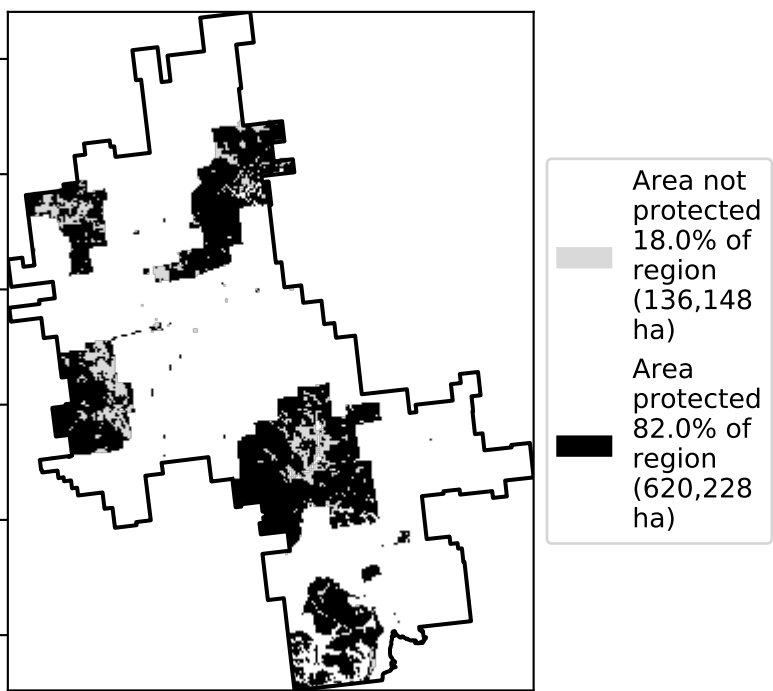 Area not
protected
18.0% of
region
(136,148
ha)
Area
protected
82.0% of
region
(620,228
ha)